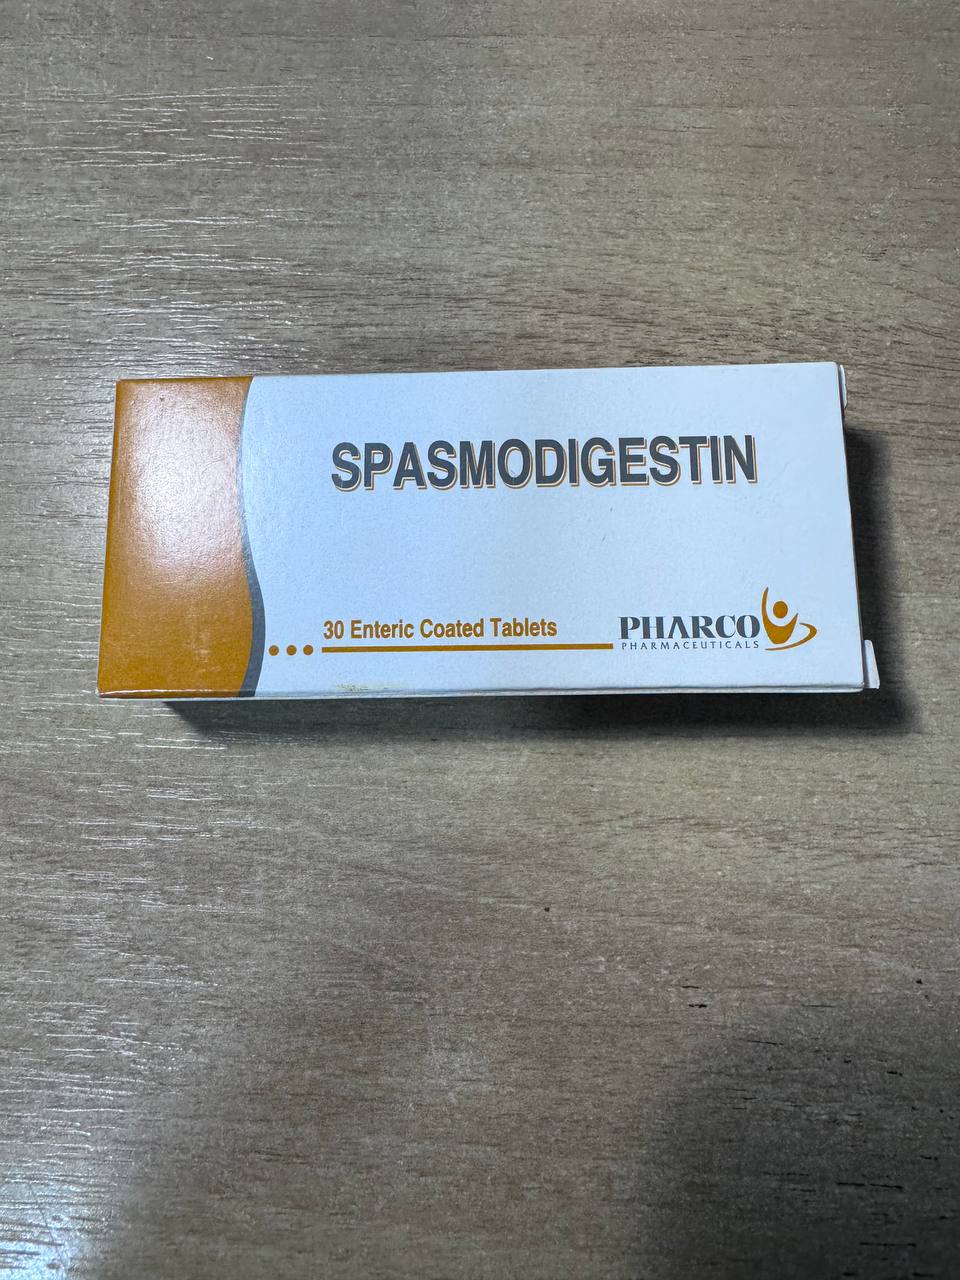 SPASMODIGESTIN
30 Enteric Coated Tablets
PHARCO
PHARMACEUTICALS